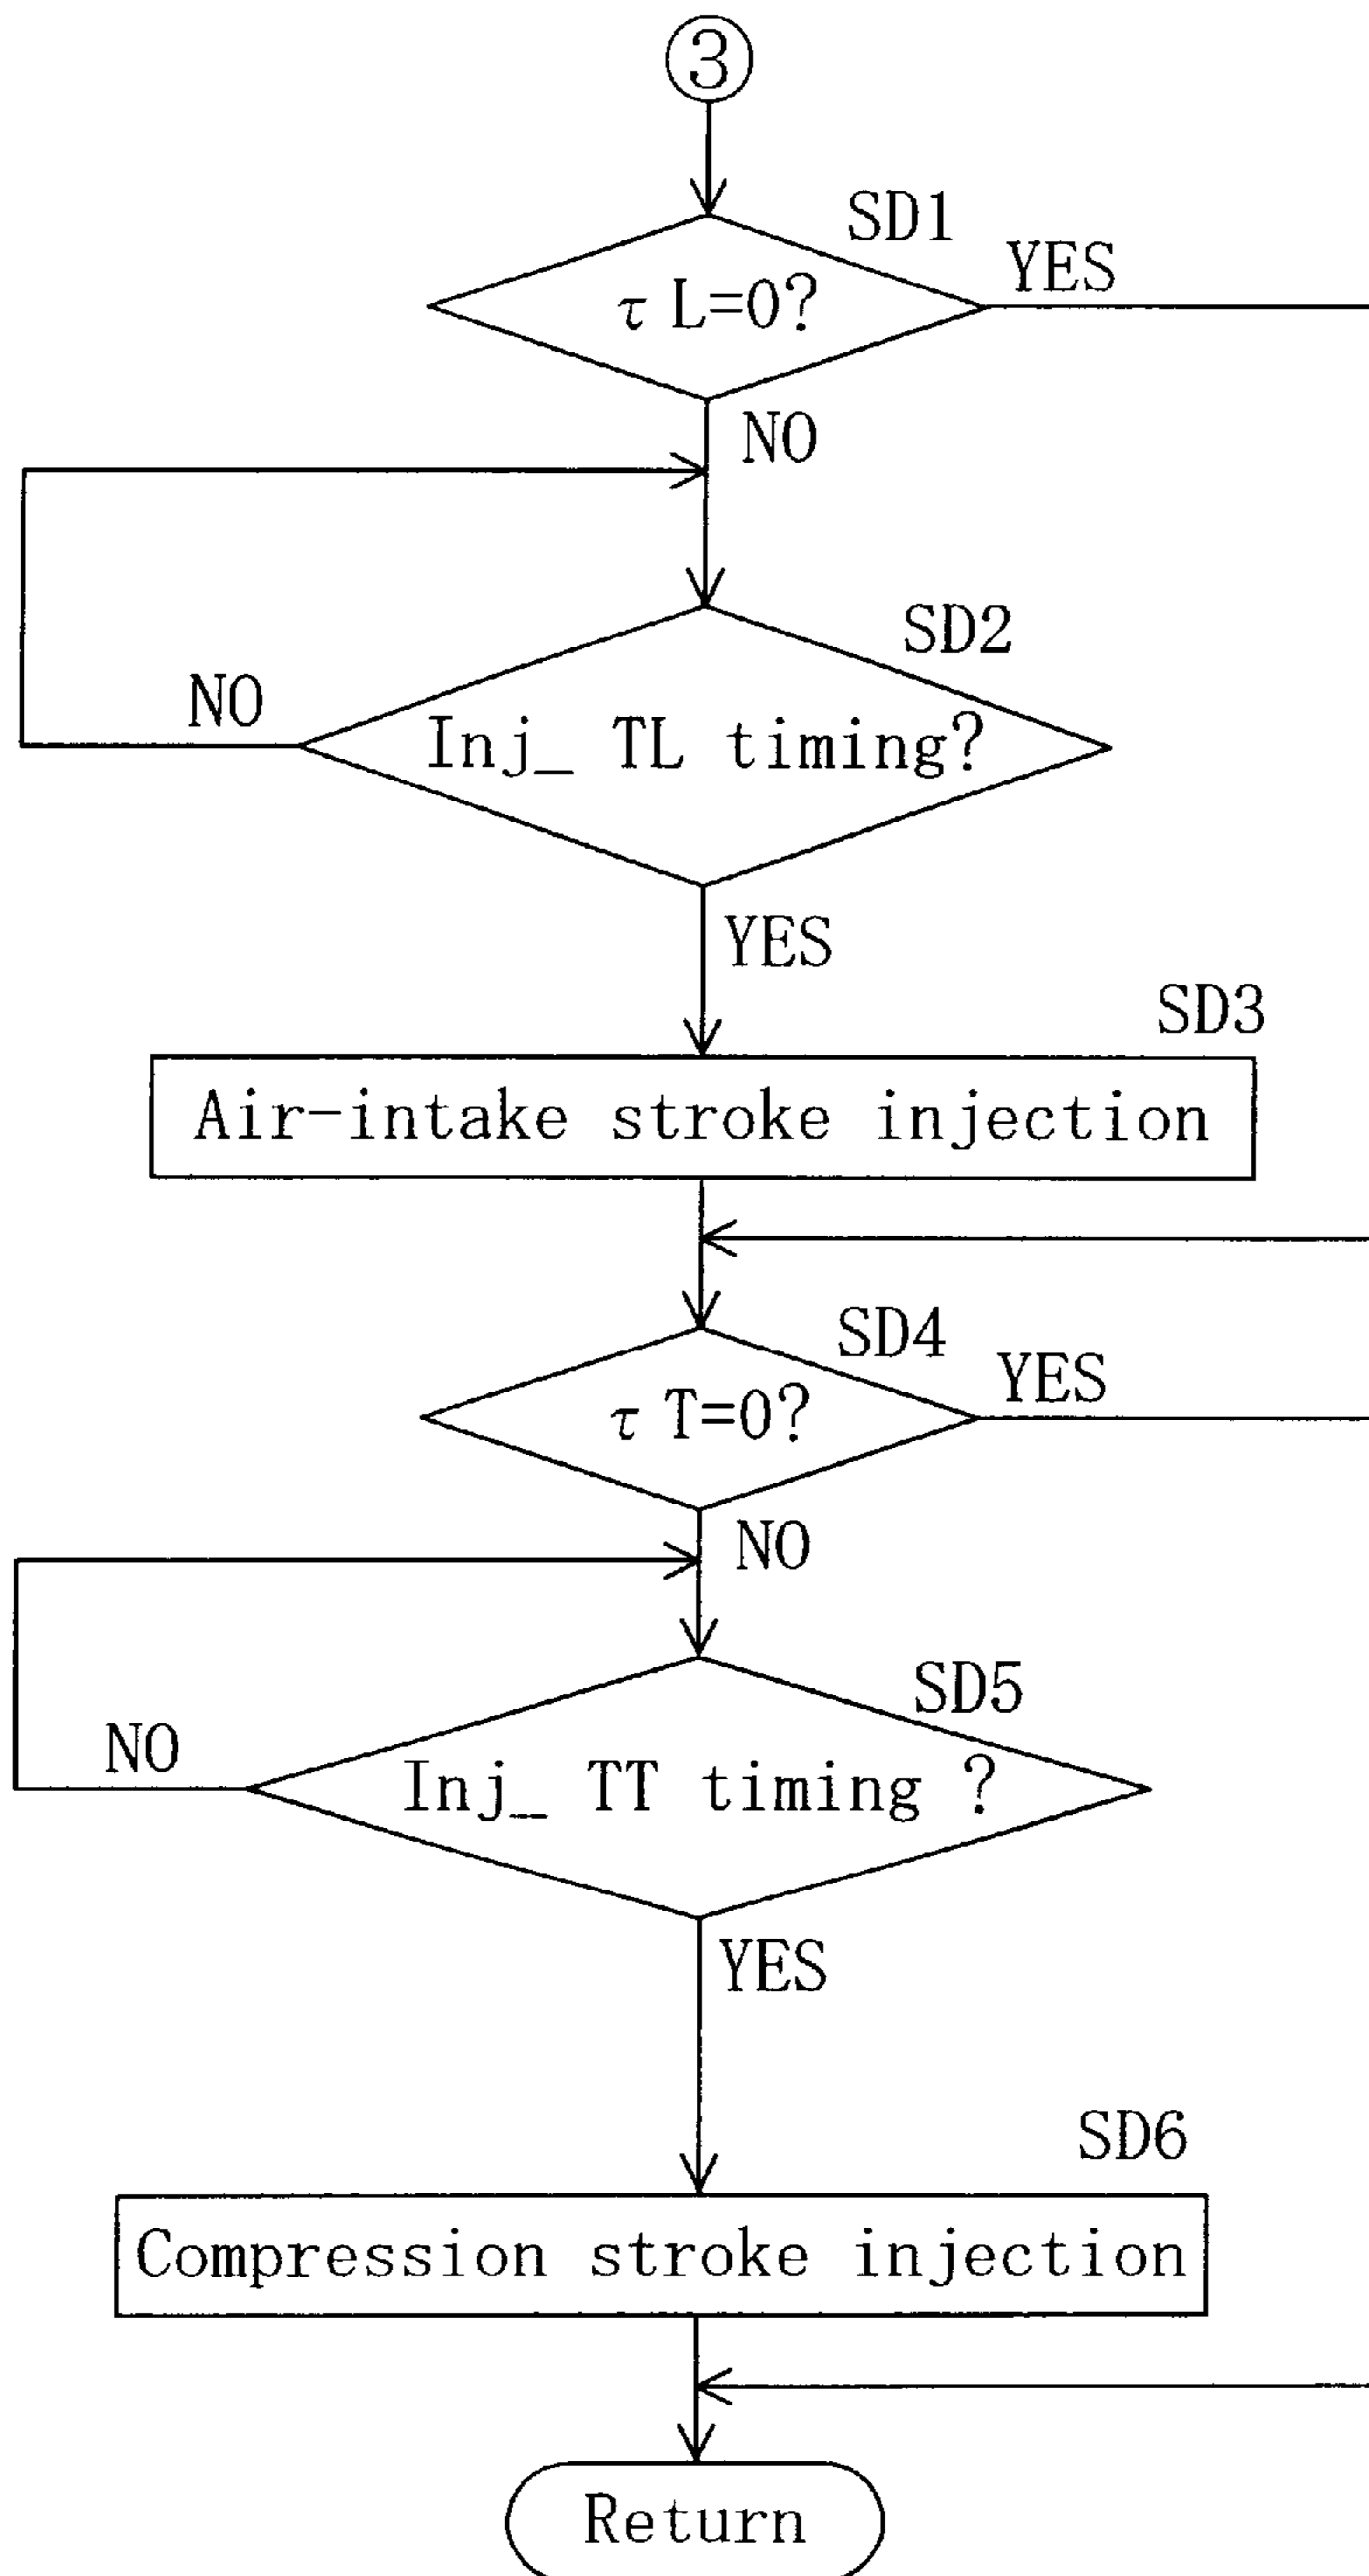 ③
SD1
τ L=0?
YES
NO
SD2
NO
Inj_ TL timing?
YES
SD3
Air-intake stroke injection
SD4
τ T=0?
YES
NO
SD5
NO
Inj_ TT timing ?
YES
SD6
Compression stroke injection
Return